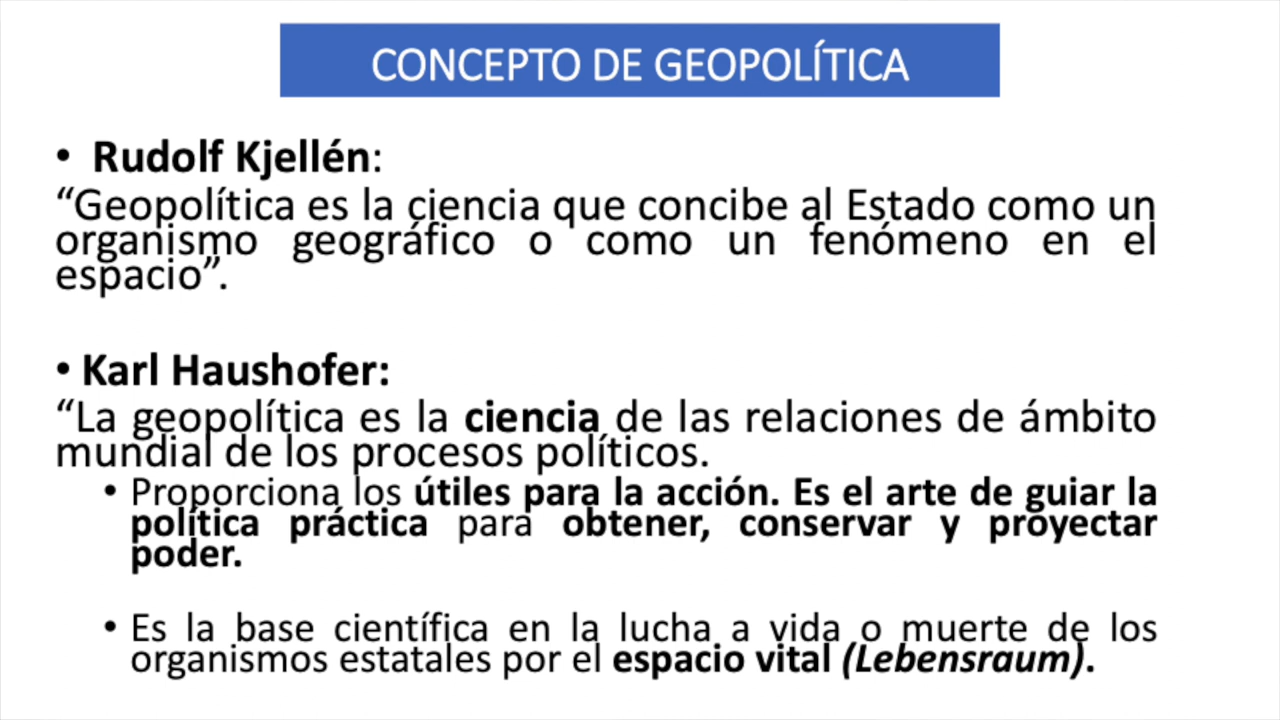 CONCEPTO DE GEOPOLÍTICA
• Rudolf Kjellén:
“Geopolítica es la ciencia que concibe al Estado como un
organismo geográfico o como un fenómeno en el
espacio”.
• Karl Haushofer:
“La geopolítica es la ciencia de las relaciones de ámbito
mundial de los procesos políticos.
• Proporciona los útiles para la acción. Es el arte de guiar la
política práctica para obtener, conservar y proyectar
poder.
• Es la base científica en la lucha a vida o muerte de los
organismos estatales por el espacio vital (Lebensraum).